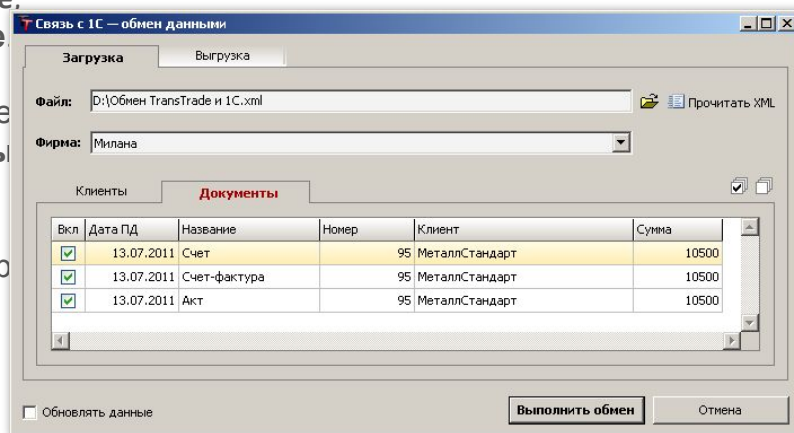 Связь с 1С — обмен данными
Загрузка Выгрузка
Файл: D:\Обмен TransTrade и 1С.xml Прочитать XML
Фирма: Милана
Клиенты Документы
Вкл Дата ПД Название Номер Клиент Сумма
13.07.2011 Счет 95 МеталлСтандарт 10500
13.07.2011 Счет-фактура 95 МеталлСтандарт 10500
13.07.2011 Акт 95 МеталлСтандарт 10500
Обновлять данные Выполнить обмен Отмена